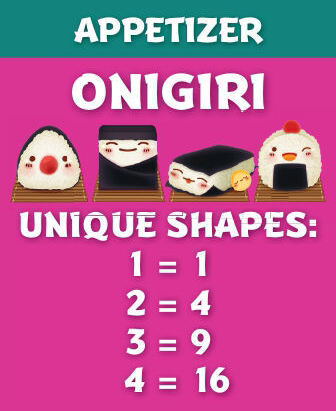 APPETIZER
ONIGIRI
UNIQUE SHAPES:
1 = 1
2 = 4
3 = 9
4 = 16